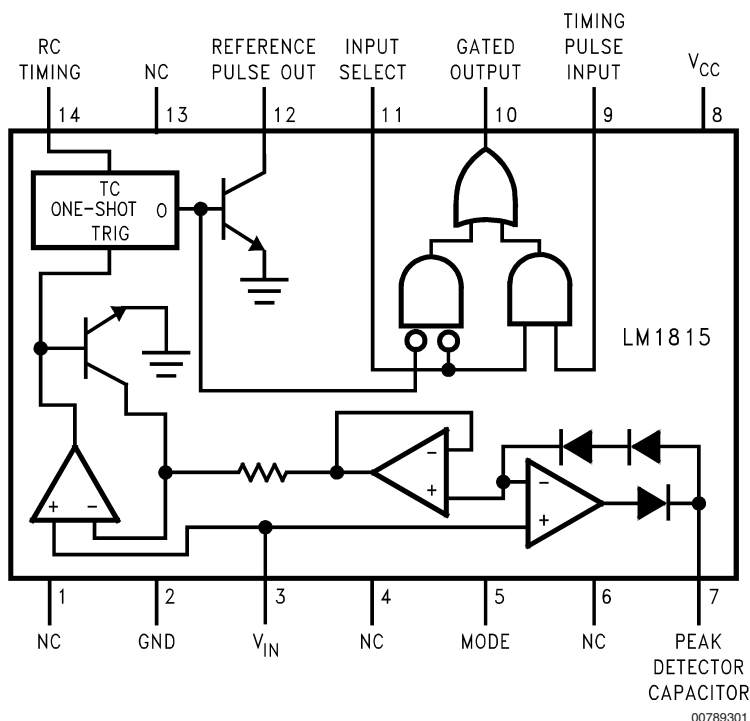 RC TIMING
NC
REFERENCE PULSE OUT
INPUT SELECT
GATED OUTPUT
TIMING PULSE INPUT
VCC
14
13
12
11
10
9
8
TC
ONE-SHOT O
TRIG
LM1815
+ −
−
+
−
+
1
2
3
4
5
6
7
NC
GND
VIN
NC
MODE
NC
PEAK DETECTOR CAPACITOR
00789301